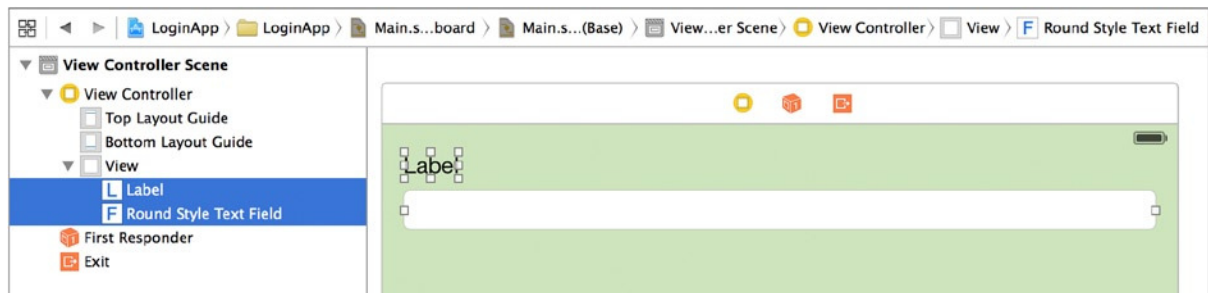 LoginApp LoginApp Main.s...board Main.s...(Base) View...er Scene View Controller View F Round Style Text Field
View Controller Scene
View Controller
Top Layout Guide
Bottom Layout Guide
View
L Label
F Round Style Text Field
First Responder
Exit
Label